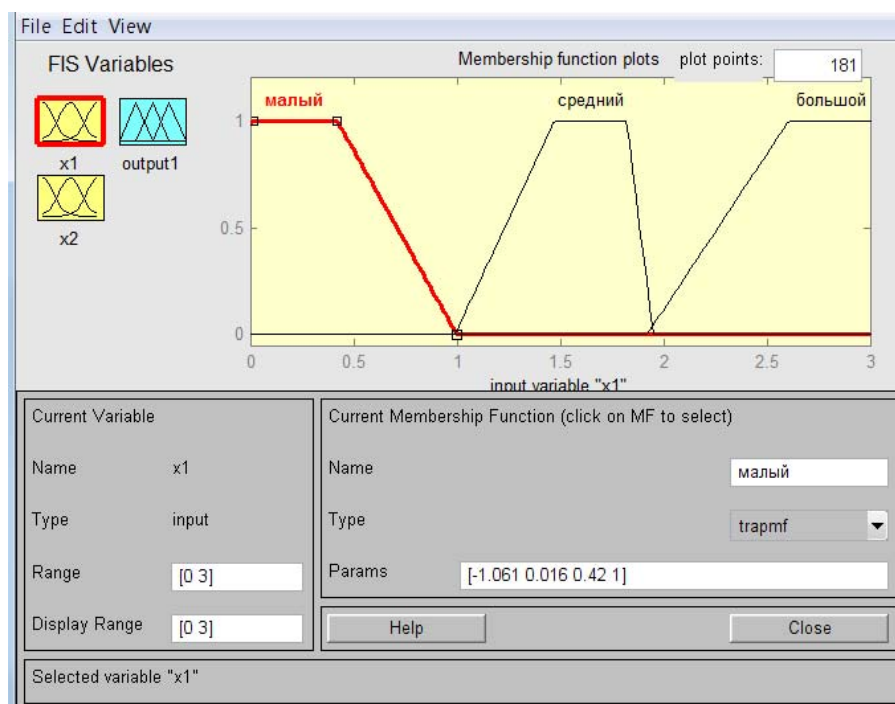 File Edit View
FIS Variables
Membership function plots
plot points:
181
x1
output1
x2
малый
средний
большой
1
0.5
0
0
0.5
1
1.5
2
2.5
3
input variable "x1"
Current Variable
Name
x1
Type
input
Range
[0 3]
Display Range
[0 3]
Current Membership Function (click on MF to select)
Name
малый
Type
trapmf
Params
[-1.061 0.016 0.42 1]
Help
Close
Selected variable "x1"